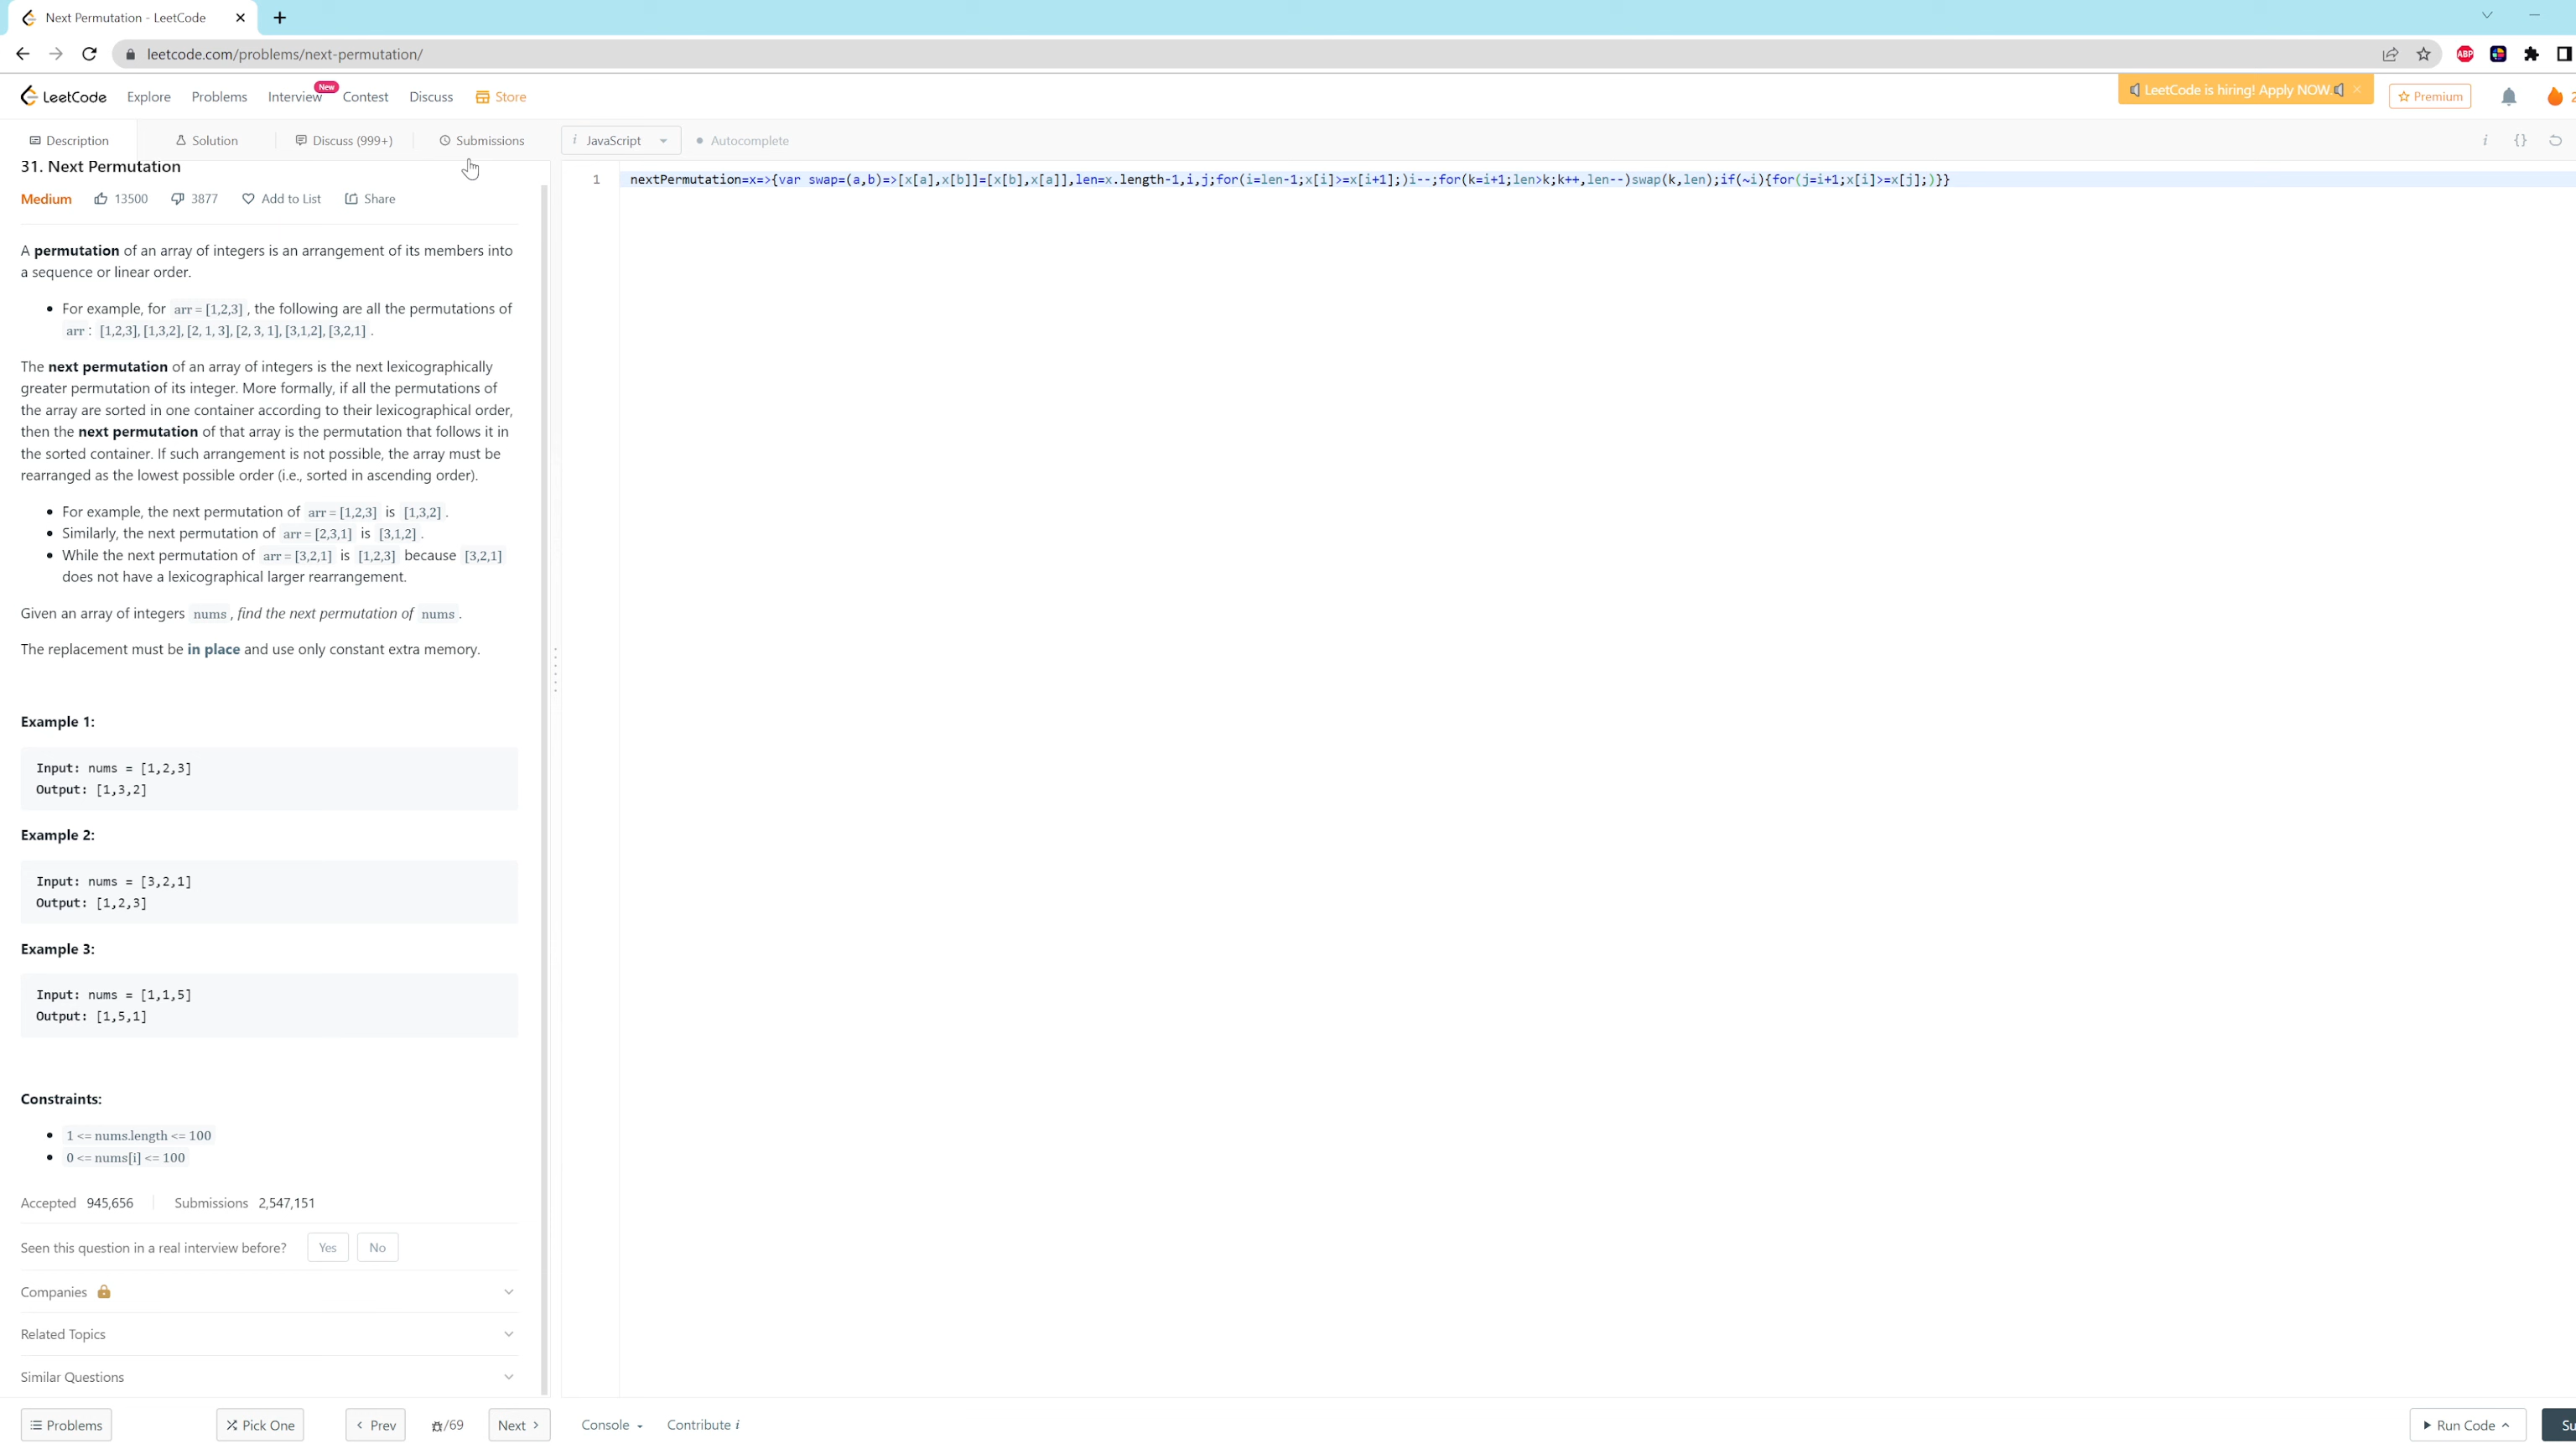 Next Permutation - LeetCode
leetcode.com/problems/next-permutation/
ABP
LeetCode Explore Problems Interview New Contest Discuss Store
LeetCode is hiring! Apply NOW. Premium
Description Solution Discuss (999+) Submissions
i JavaScript Autocomplete i {}
31. Next Permutation
Medium 13500 3877 Add to List Share
A permutation of an array of integers is an arrangement of its members into
a sequence or linear order.
• For example, for arr = [1,2,3] , the following are all the permutations of
arr : [1,2,3], [1,3,2], [2, 1, 3], [2, 3, 1], [3,1,2], [3,2,1] .
The next permutation of an array of integers is the next lexicographically
greater permutation of its integer. More formally, if all the permutations of
the array are sorted in one container according to their lexicographical order,
then the next permutation of that array is the permutation that follows it in
the sorted container. If such arrangement is not possible, the array must be
rearranged as the lowest possible order (i.e., sorted in ascending order).
• For example, the next permutation of arr = [1,2,3] is [1,3,2] .
• Similarly, the next permutation of arr = [2,3,1] is [3,1,2] .
• While the next permutation of arr = [3,2,1] is [1,2,3] because [3,2,1]
does not have a lexicographical larger rearrangement.
Given an array of integers nums , find the next permutation of nums .
The replacement must be in place and use only constant extra memory.
Example 1:
Input: nums = [1,2,3]
Output: [1,3,2]
Example 2:
Input: nums = [3,2,1]
Output: [1,2,3]
Example 3:
Input: nums = [1,1,5]
Output: [1,5,1]
Constraints:
• 1 <= nums.length <= 100
• 0 <= nums[i] <= 100
Accepted 945,656 Submissions 2,547,151
Seen this question in a real interview before? Yes No
Companies
Related Topics
Similar Questions
Problems Pick One < Prev /69 Next >
1 nextPermutation=x=>{var swap=(a,b)=>[x[a],x[b]]=[x[b],x[a]],len=x.length-1,i,j;for(i=len-1;x[i]>=x[i+1];)i--;for(k=i+1;len>k;k++,len--)swap(k,len);if(~i){for(j=i+1;x[i]>=x[j];)}}
Console Contribute i
Run Code Su